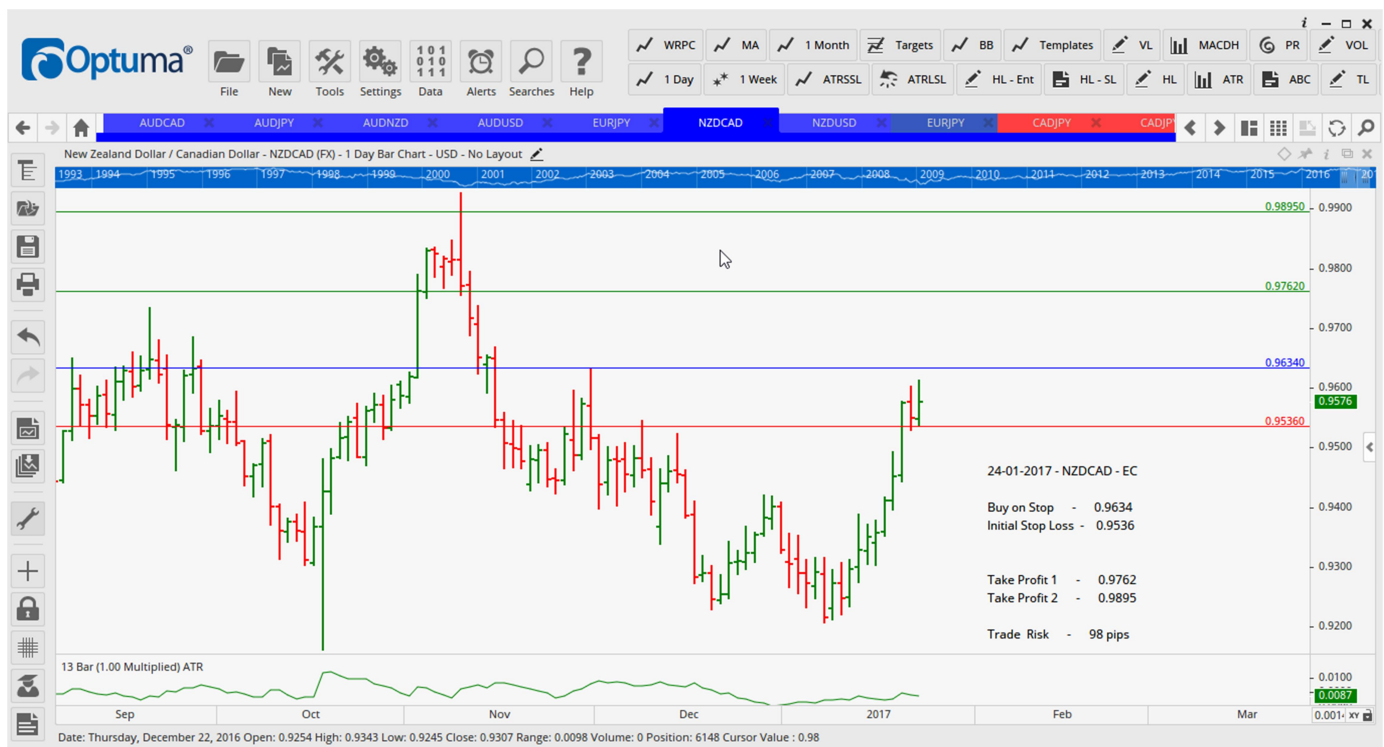 Optuma®
i
WRPC MA 1 Month Targets BB Templates VL MACDH PR VOL
1 Day 1 Week ATRSSL ATRLSL HL - Ent HL - SL HL ATR ABC TL
File New Tools Settings Data Alerts Searches Help
AUDCAD AUDJPY AUDNZD AUDUSD EURJPY NZDCAD NZDUSD EURJPY CADJPY CADJP
New Zealand Dollar / Canadian Dollar - NZDCAD (FX) - 1 Day Bar Chart - USD - No Layout
1993 1994 1995 1996 1997 1998 1999 2000 2001 2002 2003 2004 2005 2006 2007 2008 2009 2010 2011 2012 2013 2014 2015 2016 20
0.98950 0.9900
0.9800
0.97620
0.9700
0.96340
0.9600
0.9576
0.95360
0.9500
24-01-2017 - NZDCAD - EC
Buy on Stop - 0.9634
0.9400
Initial Stop Loss - 0.9536
0.9300
Take Profit 1 - 0.9762
Take Profit 2 - 0.9895
0.9200
Trade Risk - 98 pips
13 Bar (1.00 Multiplied) ATR
0.0100
0.0087
Sep Oct Nov Dec 2017 Feb Mar 0.001 XY
Date: Thursday, December 22, 2016 Open: 0.9254 High: 0.9343 Low: 0.9245 Close: 0.9307 Range: 0.0098 Volume: 0 Position: 6148 Cursor Value : 0.98